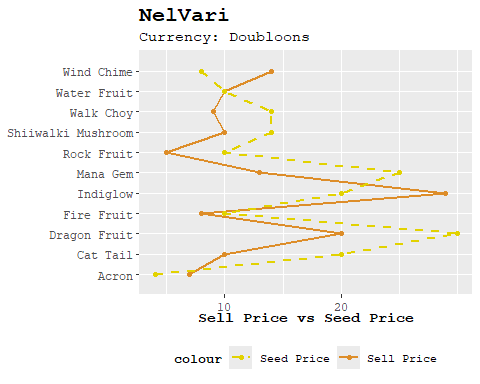 NelVari
Currency: Doubloons
Wind Chime
Water Fruit
Walk Choy
Shiiwalki Mushroom
Rock Fruit
Mana Gem
Indiglow
Fire Fruit
Dragon Fruit
Cat Tail
Acron
10 20
Sell Price vs Seed Price
colour Seed Price Sell Price